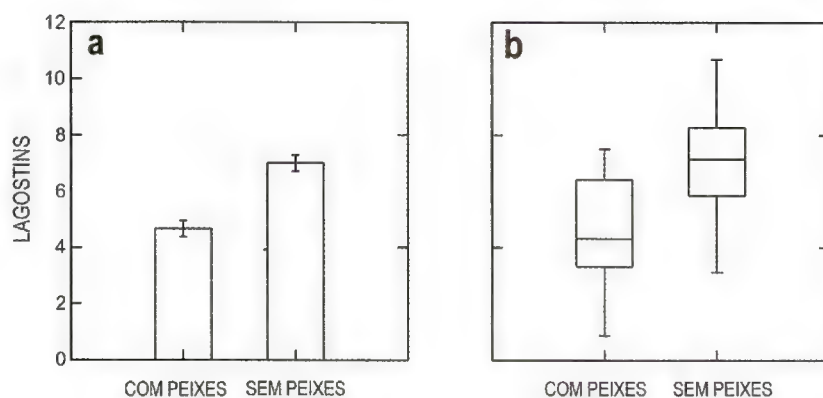 12
10
8
6
4
2
0
LAGOSTINS
a
COM PEIXES
SEM PEIXES
b
COM PEIXES
SEM PEIXES